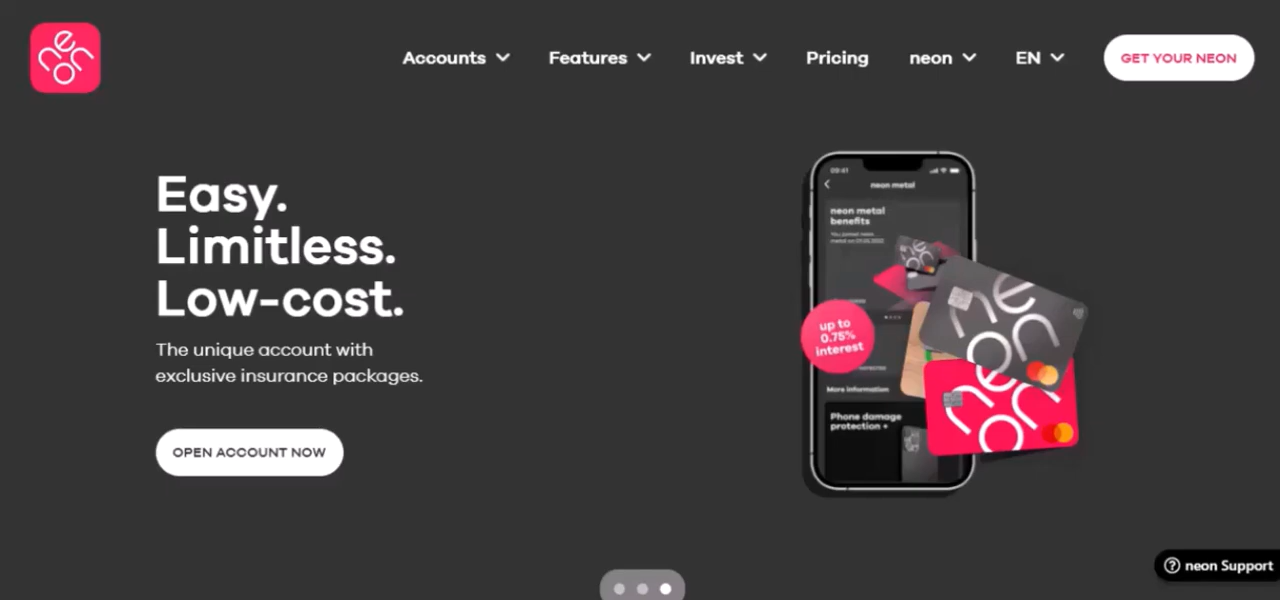 neon
Accounts
Features
Invest
Pricing
neon
EN
GET YOUR NEON
Easy.
Limitless.
Low-cost.
The unique account with
exclusive insurance packages.
OPEN ACCOUNT NOW
09:41
neon metal
neon metal
benefits
up to
0.75%
interest
More information
Phone damage
protection +
neon
neon
neon Support